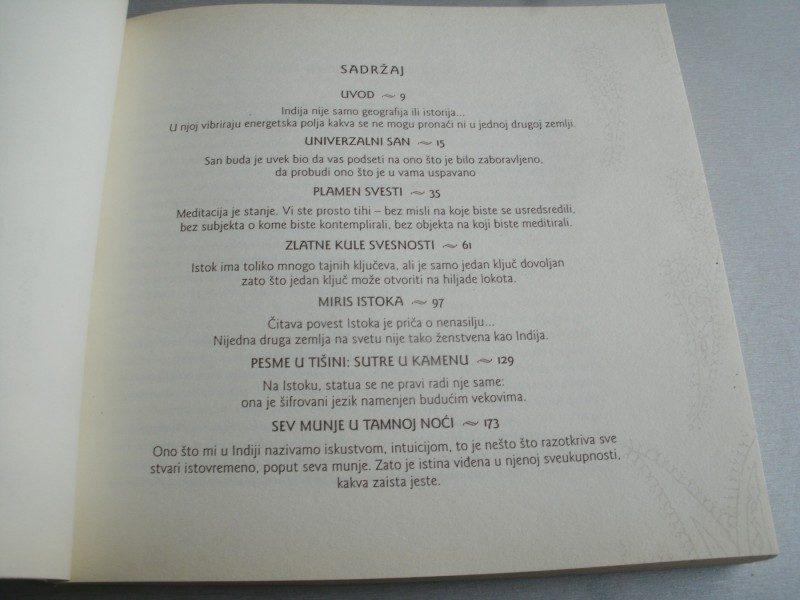 SADRŽAJ
UVOD ~ 9
Indija nije samo geografija ili istorija...
U njoj vibriraju energetska polja kakva se ne mogu pronaći ni u jednoj drugoj zemlji.
UNIVERZALNI SAN ~ 15
San buda je uvek bio da vas podseti na ono što je bilo zaboravljeno,
da probudi ono što je u vama uspavano
PLAMEN SVESTI ~ 35
Meditacija je stanje. Vi ste prosto tihi – bez misli na koje biste se usredsredili,
bez subjekta o kome biste kontemplirali, bez objekta na koji biste meditirali.
ZLATNE KULE SVESNOSTI ~ 61
Istok ima toliko mnogo tajnih ključeva, ali je samo jedan ključ dovoljan
zato što jedan ključ može otvoriti na hiljade lokota.
MIRIS ISTOKA ~ 97
Čitava povest Istoka je priča o nenasilju...
Nijedna druga zemlja na svetu nije tako ženstvena kao Indija.
PESME U TIŠINI: SUTRE U KAMENU ~ 129
Na Istoku, statua se ne pravi radi nje same:
ona je šifrovani jezik namenjen budućim vekovima.
SEV MUNJE U TAMNOJ NOĆI ~ 173
Ono što mi u Indiji nazivamo iskustvom, intuicijom, to je nešto što razotkriva sve
stvari istovremeno, poput seva munje. Zato je istina viđena u njenoj sveukupnosti,
kakva zaista jeste.